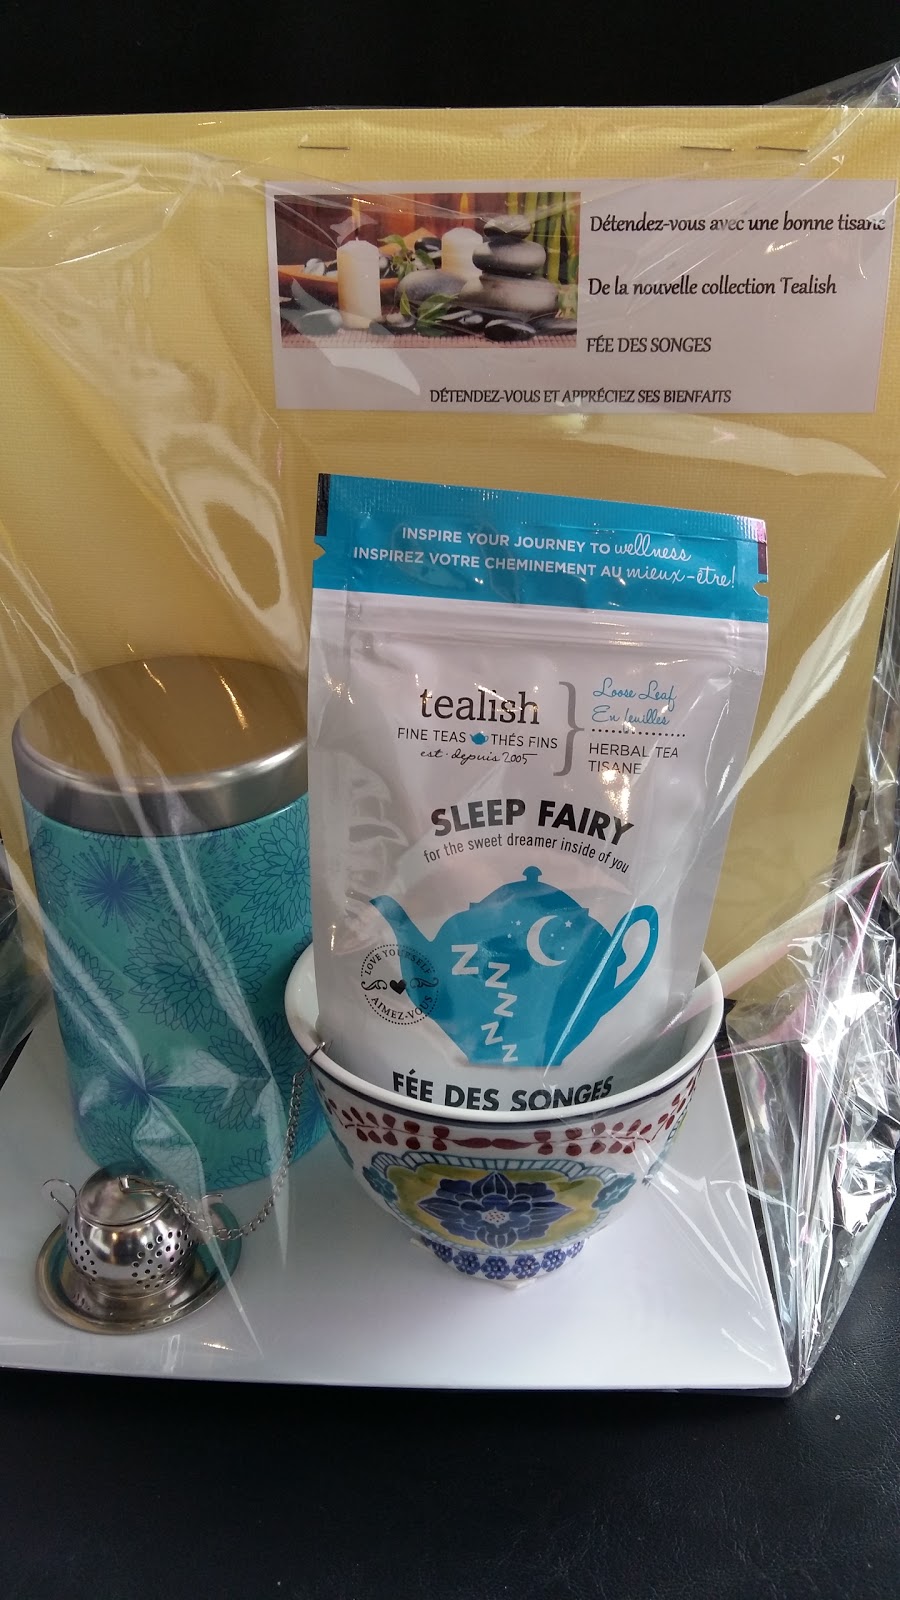 Détendez-vous avec une bonne tisane
De la nouvelle collection Tealish
FÉE DES SONGES
DÉTENDEZ-VOUS ET APPRÉCIEZ SES BIENFAITS
INSPIRE YOUR JOURNEY TO wellness
INSPIREZ VOTRE CHEMINEMENT AU mieux-être!
tealish
FINE TEAS THÉS FINS
est. depuis 2005
Loose Leaf
En feuilles
HERBAL TEA
TISANE
SLEEP FAIRY
for the sweet dreamer inside of you
Z
Z
Z
Z
Z
LOVE YOURSELF
AIMEZ-VOUS
FÉE DES SONGES